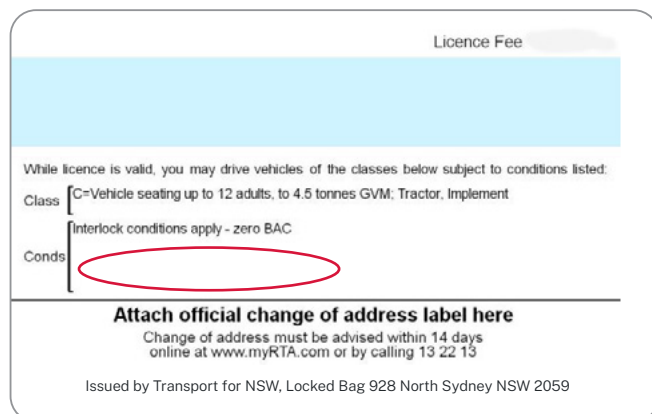 Licence Fee
While licence is valid, you may drive vehicles of the classes below subject to conditions listed:
Class C=Vehicle seating up to 12 adults, to 4.5 tonnes GVM; Tractor, Implement
Interlock conditions apply - zero BAC
Conds
Attach official change of address label here
Change of address must be advised within 14 days
online at www.myRTA.com or by calling 13 22 13
Issued by Transport for NSW, Locked Bag 928 North Sydney NSW 2059